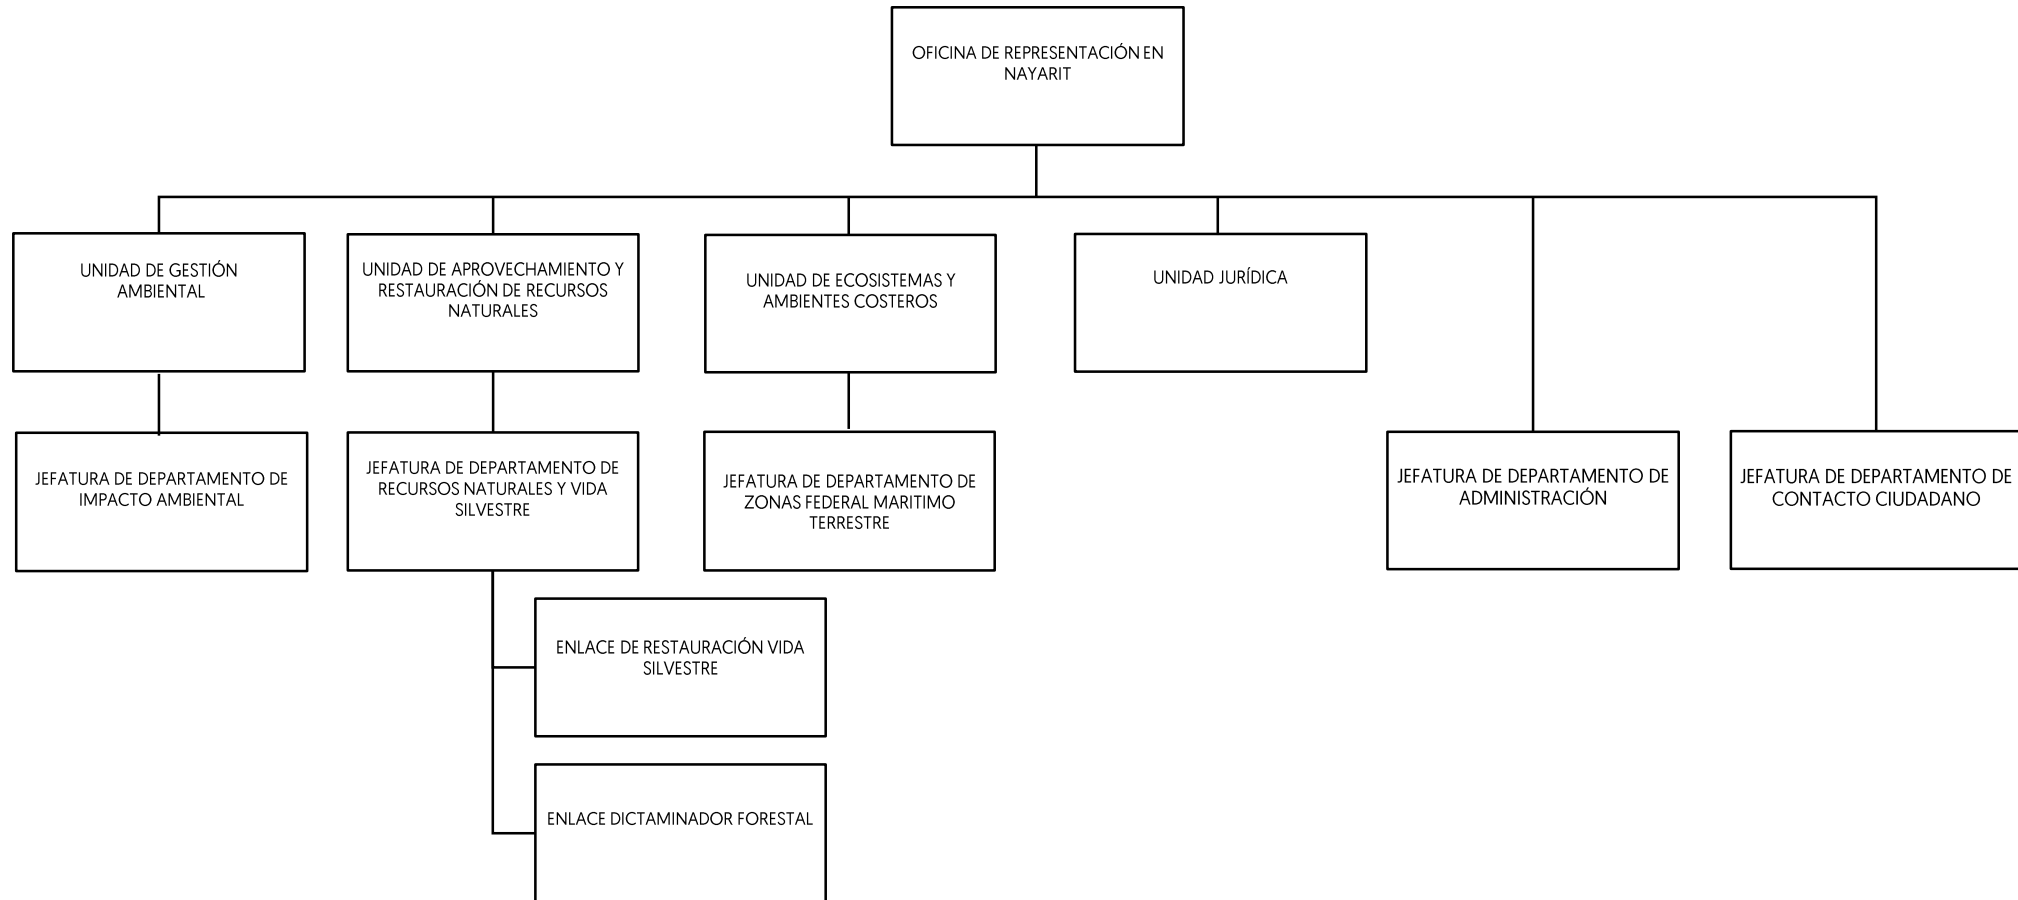 OFICINA DE REPRESENTACIÓN EN
NAYARIT
UNIDAD DE GESTIÓN
AMBIENTAL
UNIDAD DE APROVECHAMIENTO Y
RESTAURACIÓN DE RECURSOS
NATURALES
UNIDAD DE ECOSISTEMAS Y
AMBIENTES COSTEROS
UNIDAD JURÍDICA
JEFATURA DE DEPARTAMENTO DE
IMPACTO AMBIENTAL
JEFATURA DE DEPARTAMENTO DE
RECURSOS NATURALES Y VIDA
SILVESTRE
JEFATURA DE DEPARTAMENTO DE
ZONAS FEDERAL MARITIMO
TERRESTRE
JEFATURA DE DEPARTAMENTO DE
ADMINISTRACIÓN
JEFATURA DE DEPARTAMENTO DE
CONTACTO CIUDADANO
ENLACE DE RESTAURACIÓN VIDA
SILVESTRE
ENLACE DICTAMINADOR FORESTAL